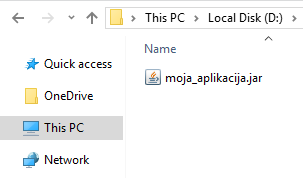 This PC > Local Disk (D:) >
Name
Quick access
moja_aplikacija.jar
OneDrive
This PC
Network